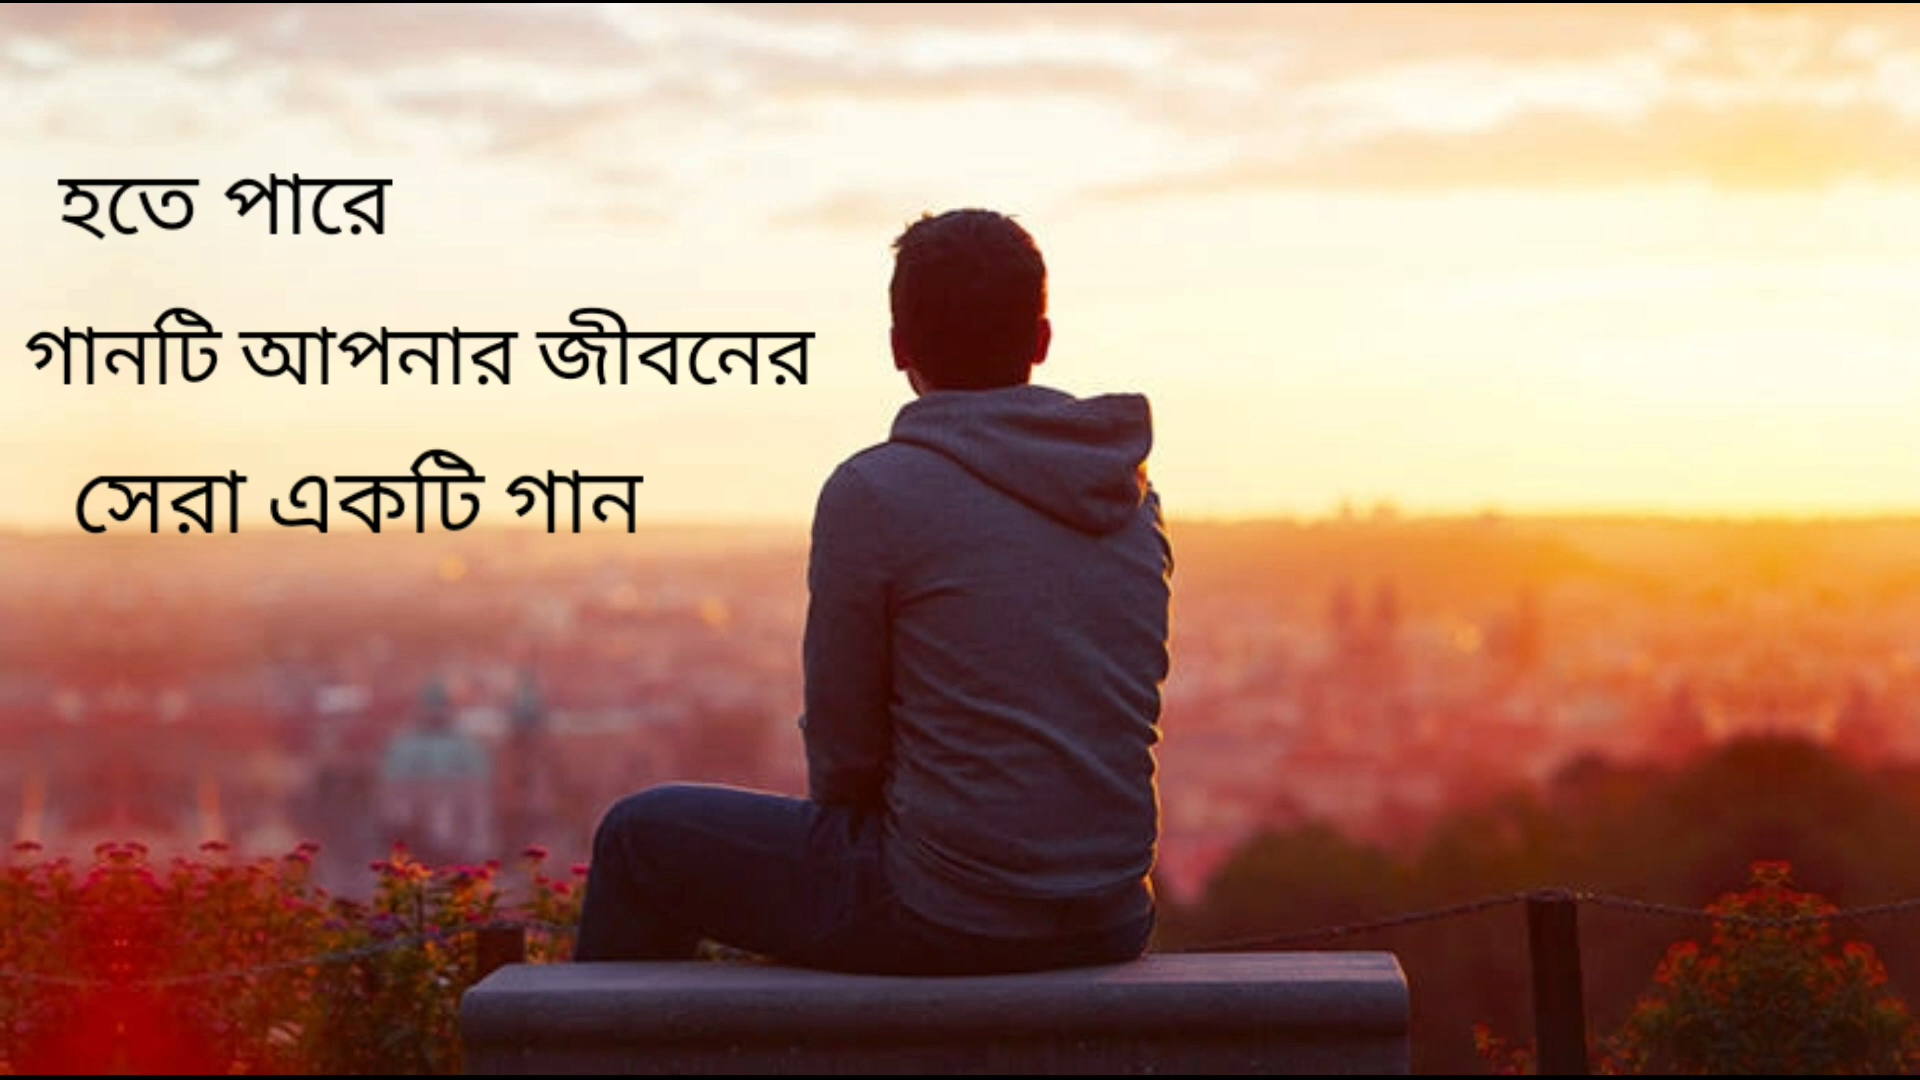 হতে পারে
গানটি আপনার জীবনের
সেরা একটি গান